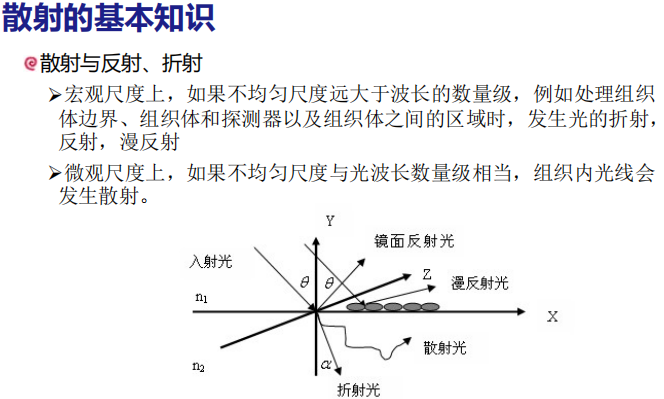 散射的基本知识
散射与反射、折射
➢宏观尺度上，如果不均匀尺度远大于波长的数量级，例如处理组织
体边界、组织体和探测器以及组织体之间的区域时，发生光的折射，
反射，漫反射
➢微观尺度上，如果不均匀尺度与光波长数量级相当，组织内光线会
发生散射。
Y
镜面反射光
入射光
θ θ
Z
漫反射光
n₁
X
散射光
n₂
α
折射光